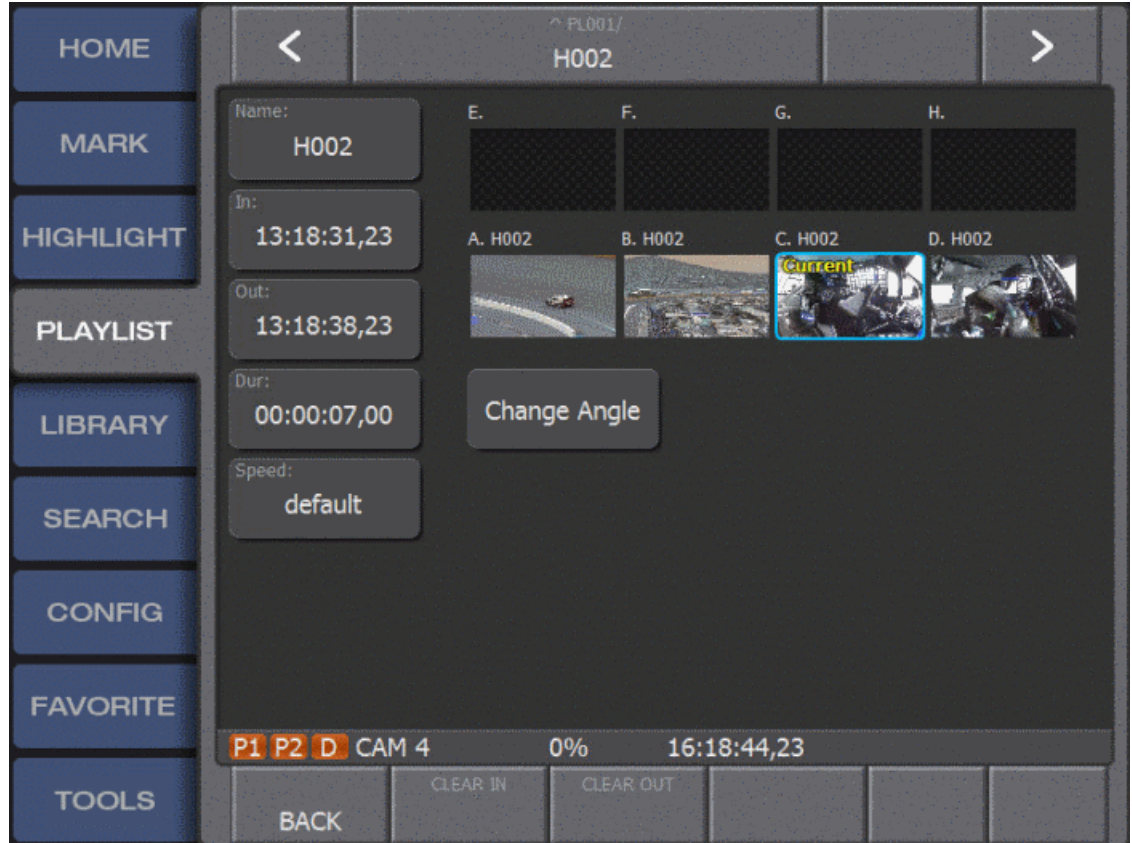 HOME
MARK
HIGHLIGHT
PLAYLIST
LIBRARY
SEARCH
CONFIG
FAVORITE
TOOLS
<
^ PL001/
H002
>
Name:
H002
In:
13:18:31,23
Out:
13:18:38,23
Dur:
00:00:07,00
Speed:
default
E. F. G. H.
A. H002 B. H002 C. H002 D. H002
Current
Change Angle
P1 P2 D CAM 4 0% 16:18:44,23
BACK
CLEAR IN
CLEAR OUT